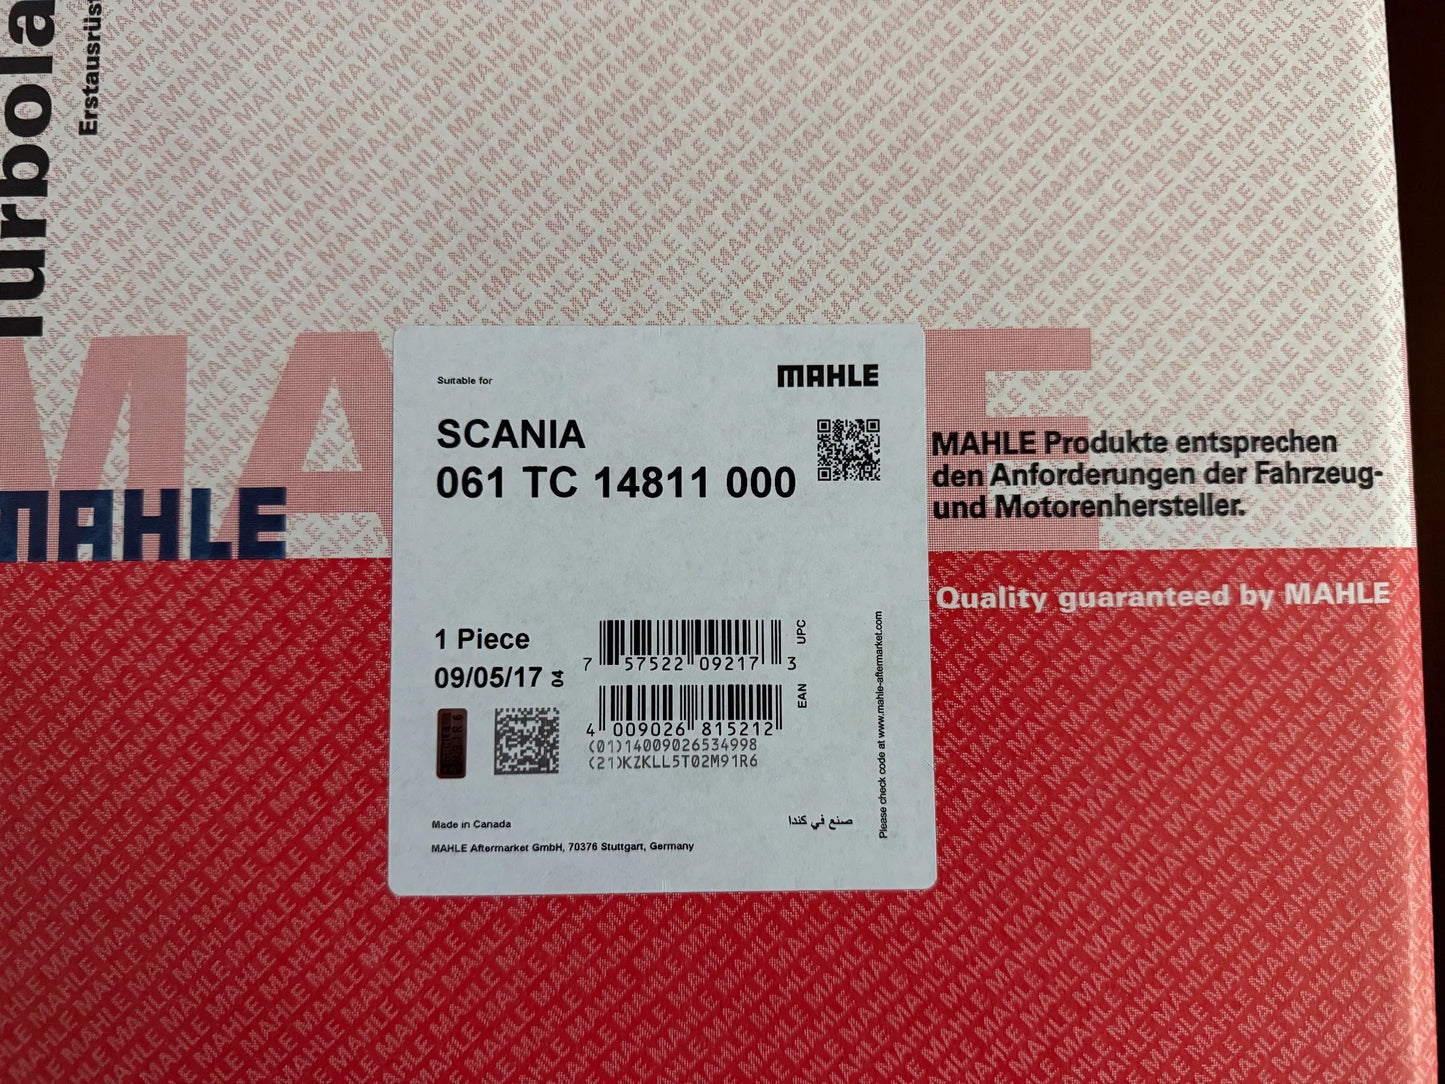 Turbola
Erstausrüs
MAHLE
Suitable for
MAHLE
SCANIA
061 TC 14811 000
MAHLE Produkte entsprechen
den Anforderungen der Fahrzeug-
und Motorenhersteller.
Quality guaranteed by MAHLE
1 Piece
09/05/17 04
7 57522 09217 3
UPC
4 009026 815212
EAN
(01)14009026534998
(21)KZKLL5T02M91R6
Please check code at www.mahle-aftermarket.com
Made in Canada
صنع في كندا
MAHLE Aftermarket GmbH, 70376 Stuttgart, Germany